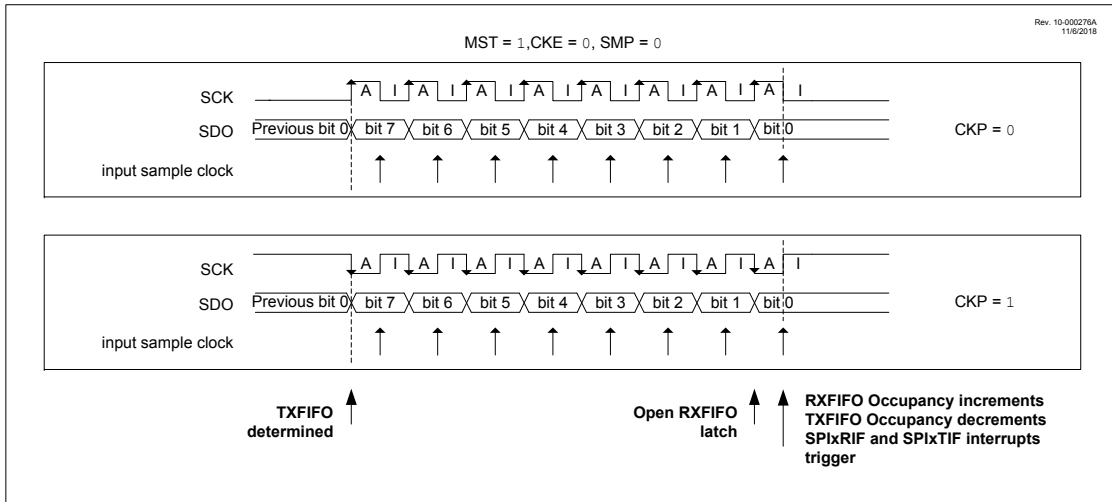 Rev. 10-000276A
11/6/2018
MST = 1,CKE = 0, SMP = 0
SCK A I A I A I A I A I A I A I A I
SDO Previous bit 0 bit 7 bit 6 bit 5 bit 4 bit 3 bit 2 bit 1 bit 0 CKP = 0
input sample clock
SCK A I A I A I A I A I A I A I A I
SDO Previous bit 0 bit 7 bit 6 bit 5 bit 4 bit 3 bit 2 bit 1 bit 0 CKP = 1
input sample clock
TXFIFO
determined
Open RXFIFO
latch
RXFIFO Occupancy increments
TXFIFO Occupancy decrements
SPIxRIF and SPIxTIF interrupts
trigger